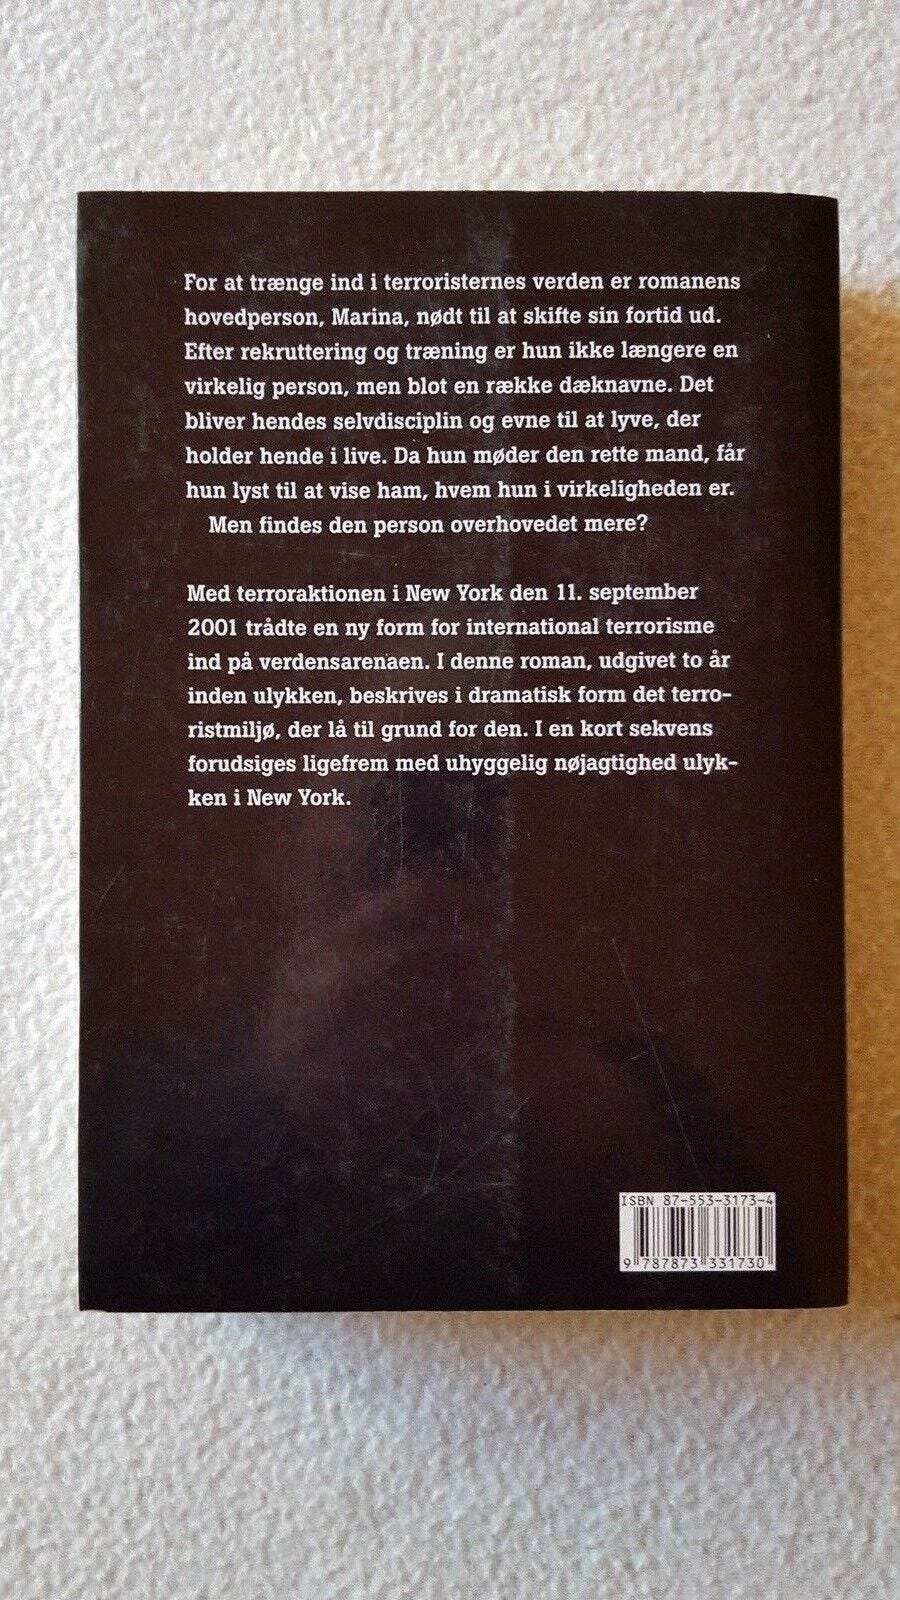 For at trænge ind i terroristernes verden er romanens
hovedperson, Marina, nødt til at skifte sin fortid ud.
Efter rekruttering og træning er hun ikke længere en
virkelig person, men blot en række dæknavne. Det
bliver hendes selvdisciplin og evne til at lyve, der
holder hende i live. Da hun møder den rette mand, får
hun lyst til at vise ham, hvem hun i virkeligheden er.
Men findes den person overhovedet mere?
Med terroraktionen i New York den 11. september
2001 trådte en ny form for international terrorisme
ind på verdensarenaen. I denne roman, udgivet to år
inden ulykken, beskrives i dramatisk form det terro-
ristmiljø, der lå til grund for den. I en kort sekvens
forudsiges ligefrem med uhyggelig nøjagtighed ulyk-
ken i New York.
ISBN 87-553-3173-4
9 787873 331730